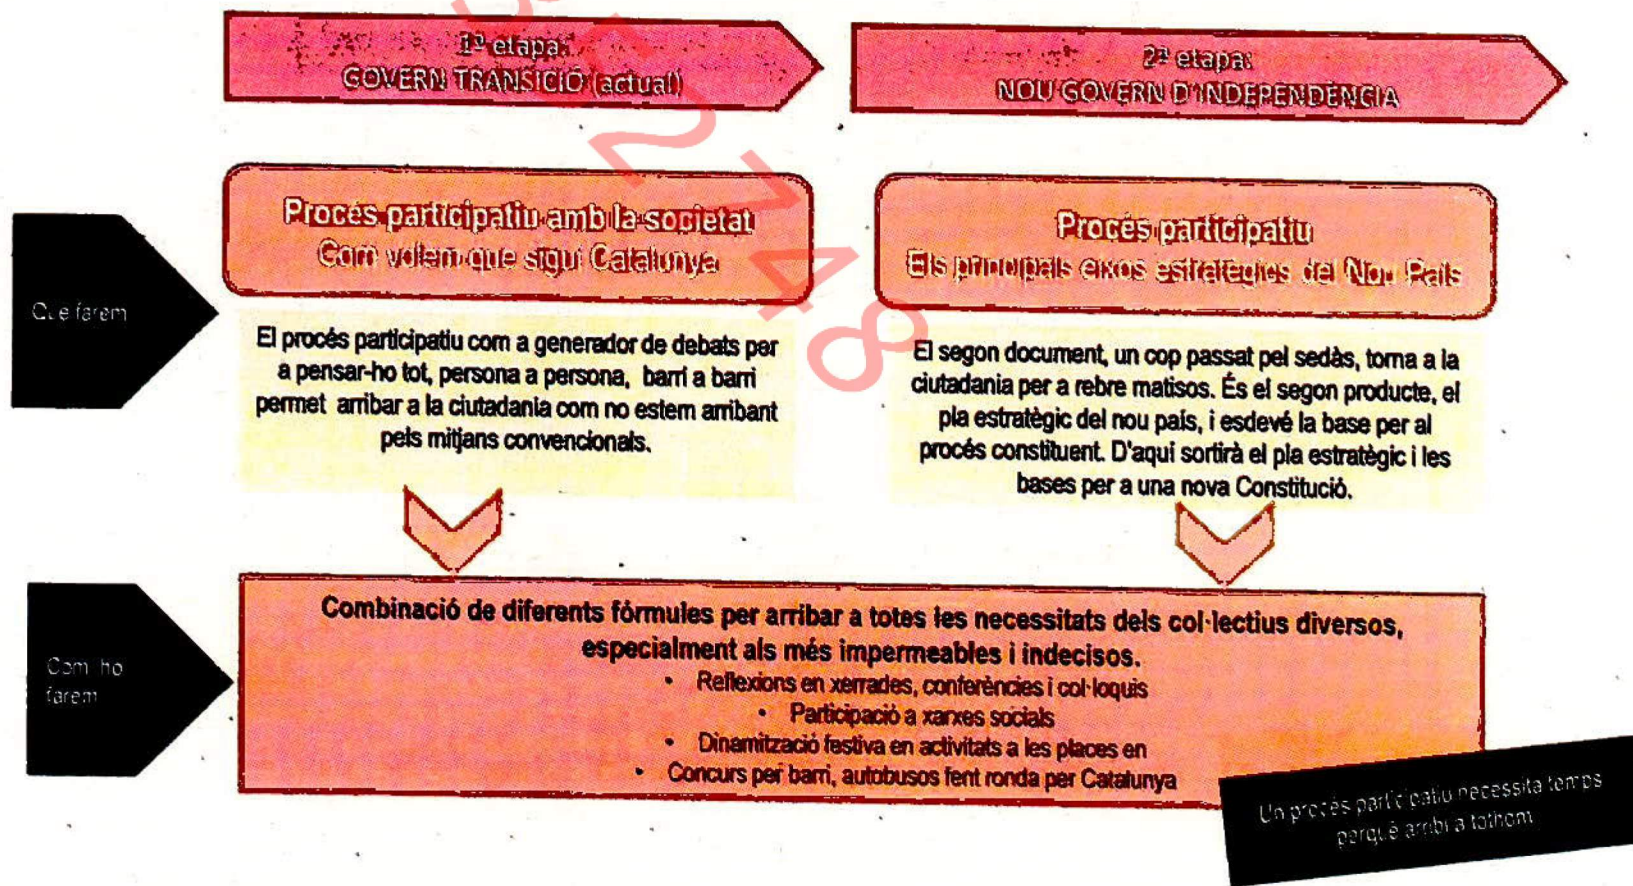 1ª etapa:
GOVERN TRANSICIÓ (actual)
2ª etapa:
NOU GOVERN D'INDEPENDÈNCIA
Procés participatiu amb la societat
Com volem que sigui Catalunya
Procés participatiu
Els principals eixos estratègics del Nou País
Que farem
El procés participatiu com a generador de debats per
a pensar-ho tot, persona a persona, barri a barri
permet arribar a la ciutadania com no estem arribant
pels mitjans convencionals.
El segon document, un cop passat pel sedàs, torna a la
ciutadania per a rebre matisos. És el segon producte, el
pla estratègic del nou país, i esdevé la base per al
procés constituent. D'aquí sortirà el pla estratègic i les
bases per a una nova Constitució.
Com ho
farem
Combinació de diferents fórmules per arribar a totes les necessitats dels col·lectius diversos,
especialment als més impermeables i indecisos.
• Reflexions en xerrades, conferències i col·loquis
• Participació a xarxes socials
• Dinamització festiva en activitats a les places en
• Concurs per barri, autobusos fent ronda per Catalunya
Un procés participatiu necessita temps
perquè arribi a tothom
2748